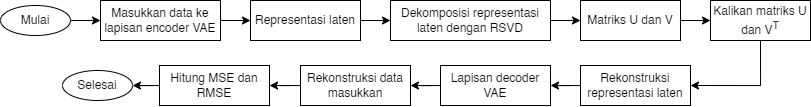 Mulai
Masukkan data ke
lapisan encoder VAE
Representasi laten
Dekomposisi representasi
laten dengan RSVD
Matriks U dan V
Kalikan matriks U
dan V^T
Rekonstruksi
representasi laten
Lapisan decoder
VAE
Rekonstruksi data
masukkan
Hitung MSE dan
RMSE
Selesai